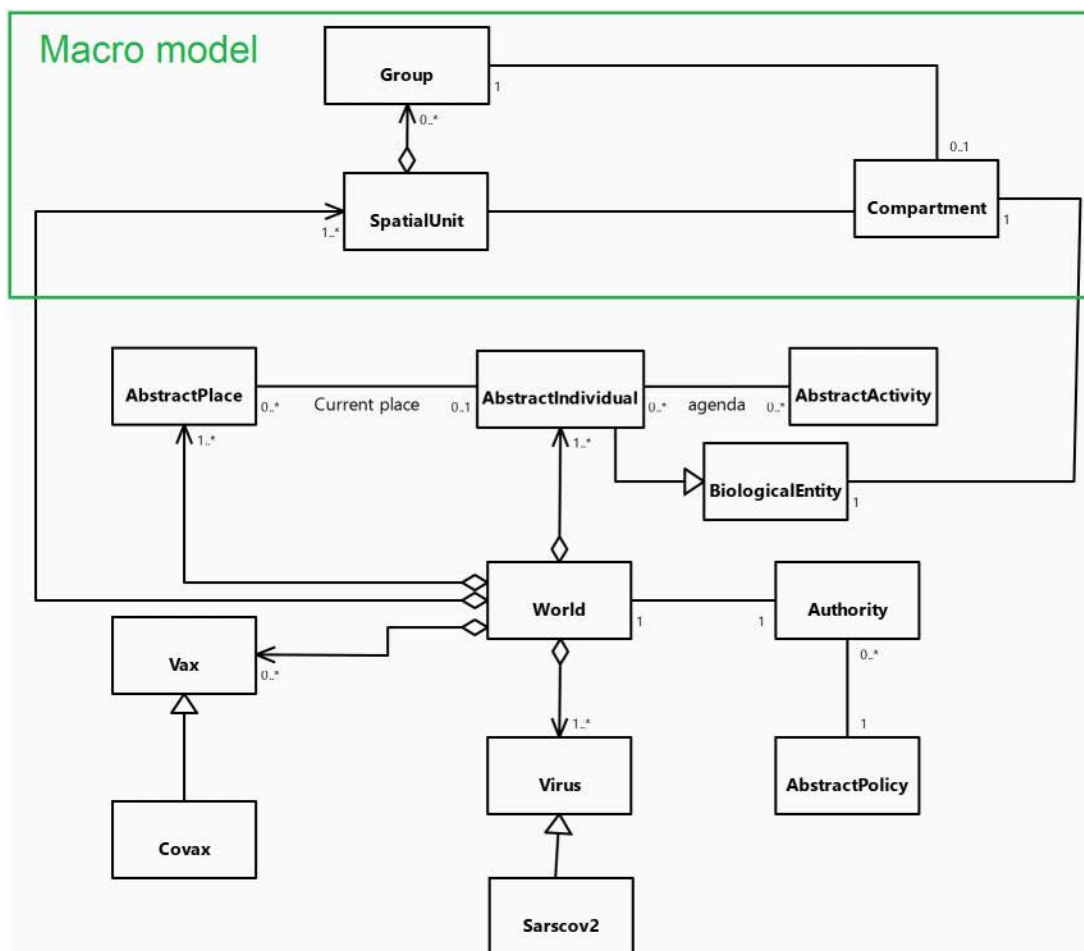 Macro model
Group
1
0..*
0..1
SpatialUnit
1..*
Compartment
1
AbstractPlace
0..*
Current place
0..1
AbstractIndividual
0..*
agenda
0..*
AbstractActivity
1..*
1..*
BiologicalEntity
1
World
1
1
Authority
Vax
0..*
0..*
1..*
1
Virus
AbstractPolicy
Covax
Sarscov2